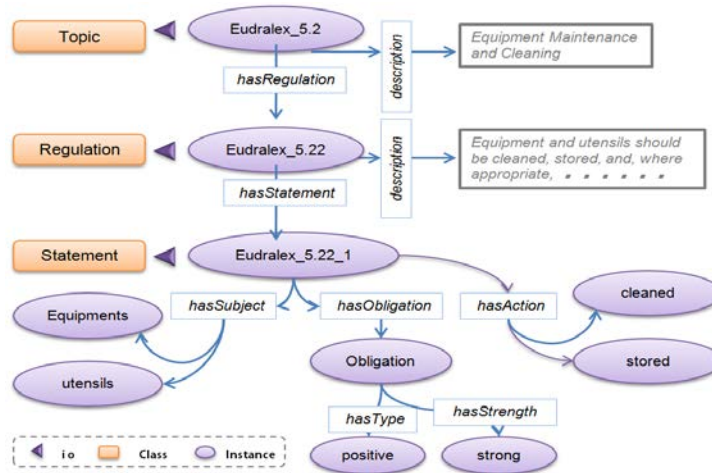 Topic
Eudralex_5.2
description
Equipment Maintenance
and Cleaning
hasRegulation
Regulation
Eudralex_5.22
description
Equipment and utensils should
be cleaned, stored, and, where
appropriate, . . . . . .
hasStatement
Statement
Eudralex_5.22_1
hasSubject
hasObligation
hasAction
cleaned
Equipments
stored
utensils
Obligation
hasType
hasStrength
positive
strong
io
Class
Instance